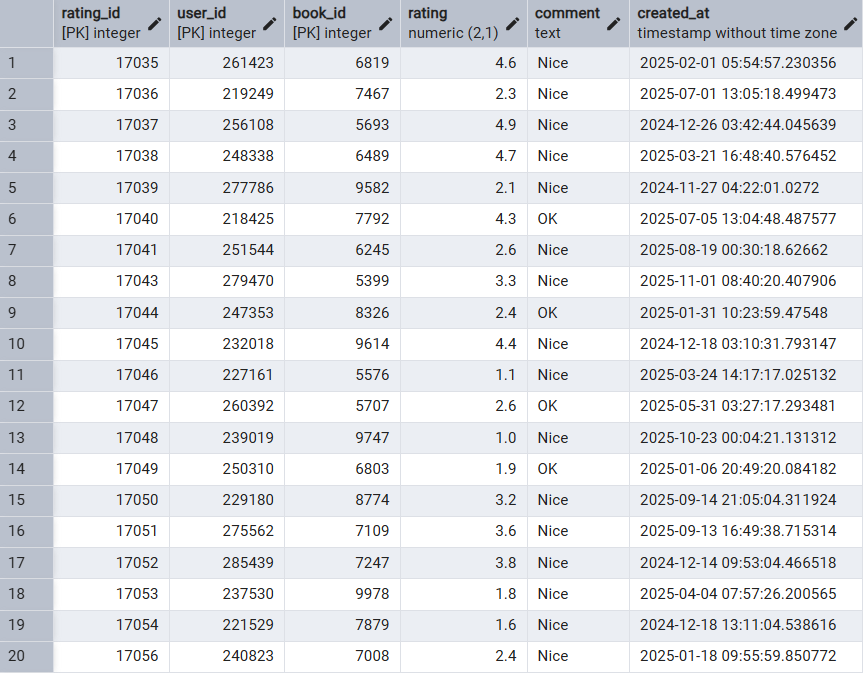 rating_id user_id book_id rating comment created_at
[PK] integer [PK] integer [PK] integer numeric (2,1) text timestamp without time zone
1 17035 261423 6819 4.6 Nice 2025-02-01 05:54:57.230356
2 17036 219249 7467 2.3 Nice 2025-07-01 13:05:18.499473
3 17037 256108 5693 4.9 Nice 2024-12-26 03:42:44.045639
4 17038 248338 6489 4.7 Nice 2025-03-21 16:48:40.576452
5 17039 277786 9582 2.1 Nice 2024-11-27 04:22:01.0272
6 17040 218425 7792 4.3 OK 2025-07-05 13:04:48.487577
7 17041 251544 6245 2.6 Nice 2025-08-19 00:30:18.62662
8 17043 279470 5399 3.3 Nice 2025-11-01 08:40:20.407906
9 17044 247353 8326 2.4 OK 2025-01-31 10:23:59.47548
10 17045 232018 9614 4.4 Nice 2024-12-18 03:10:31.793147
11 17046 227161 5576 1.1 Nice 2025-03-24 14:17:17.025132
12 17047 260392 5707 2.6 OK 2025-05-31 03:27:17.293481
13 17048 239019 9747 1.0 Nice 2025-10-23 00:04:21.131312
14 17049 250310 6803 1.9 OK 2025-01-06 20:49:20.084182
15 17050 229180 8774 3.2 Nice 2025-09-14 21:05:04.311924
16 17051 275562 7109 3.6 Nice 2025-09-13 16:49:38.715314
17 17052 285439 7247 3.8 Nice 2024-12-14 09:53:04.466518
18 17053 237530 9978 1.8 Nice 2025-04-04 07:57:26.200565
19 17054 221529 7879 1.6 Nice 2024-12-18 13:11:04.538616
20 17056 240823 7008 2.4 Nice 2025-01-18 09:55:59.850772